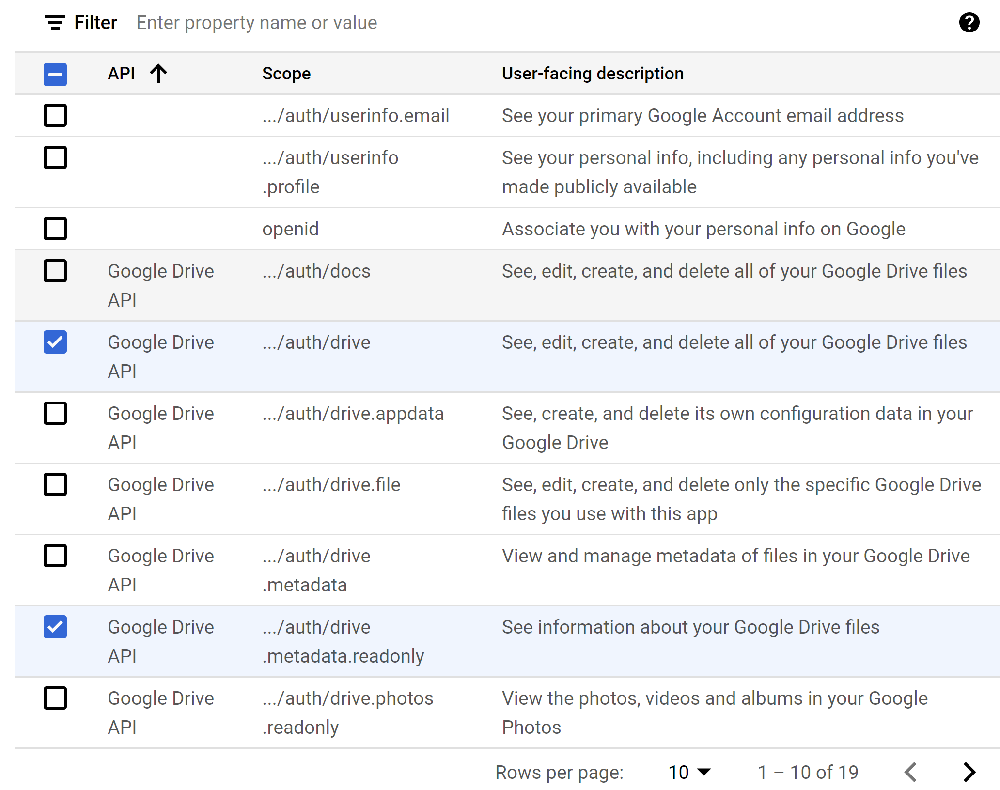 Filter Enter property name or value
API Scope User-facing description
.../auth/userinfo.email See your primary Google Account email address
.../auth/userinfo See your personal info, including any personal info you've
.profile made publicly available
openid Associate you with your personal info on Google
Google Drive .../auth/docs See, edit, create, and delete all of your Google Drive files
API
Google Drive .../auth/drive See, edit, create, and delete all of your Google Drive files
API
Google Drive .../auth/drive.appdata See, create, and delete its own configuration data in your
API Google Drive
Google Drive .../auth/drive.file See, edit, create, and delete only the specific Google Drive
API files you use with this app
Google Drive .../auth/drive View and manage metadata of files in your Google Drive
API .metadata
Google Drive .../auth/drive See information about your Google Drive files
API .metadata.readonly
Google Drive .../auth/drive.photos View the photos, videos and albums in your Google
API .readonly Photos
Rows per page: 10 1 – 10 of 19